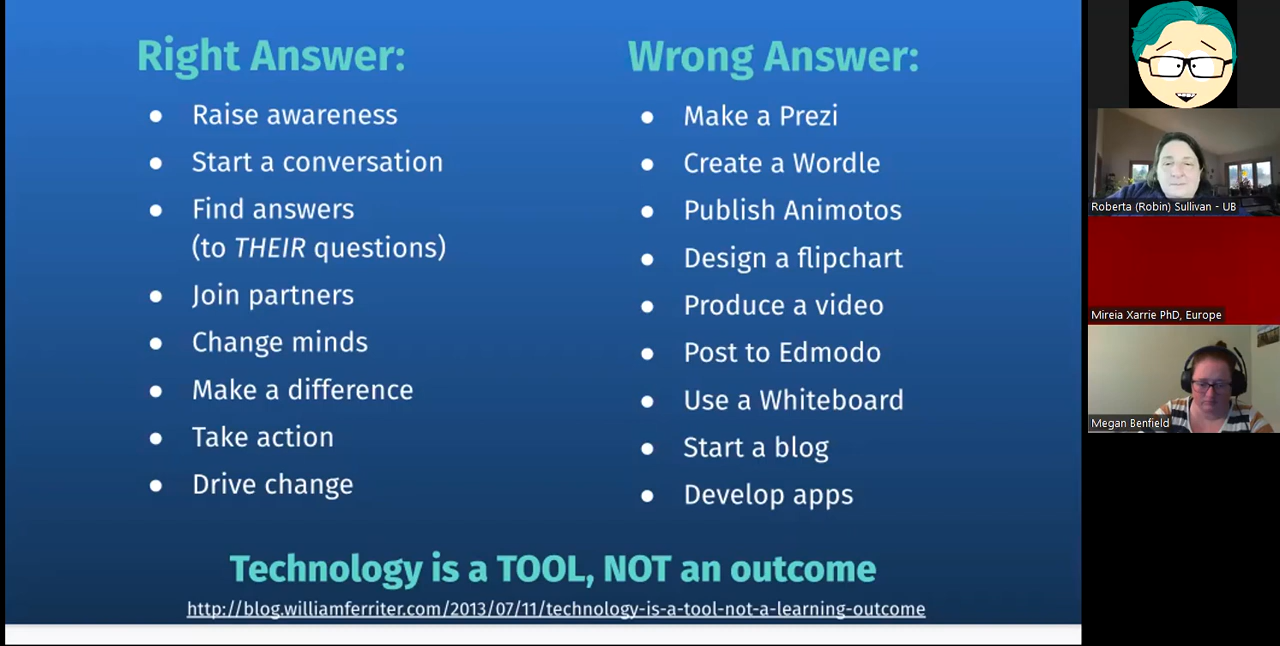 Right Answer:
Raise awareness
Start a conversation
Find answers
(to THEIR questions)
Join partners
Change minds
Make a difference
Take action
Drive change
Wrong Answer:
Make a Prezi
Create a Wordle
Publish Animotos
Design a flipchart
Produce a video
Post to Edmodo
Use a Whiteboard
Start a blog
Develop apps
Technology is a TOOL, NOT an outcome
http://blog.williamferriter.com/2013/07/11/technology-is-a-tool-not-a-learning-outcome
Roberta (Robin) Sullivan - UB
Mireia Xarrie PhD, Europe
Megan Benfield